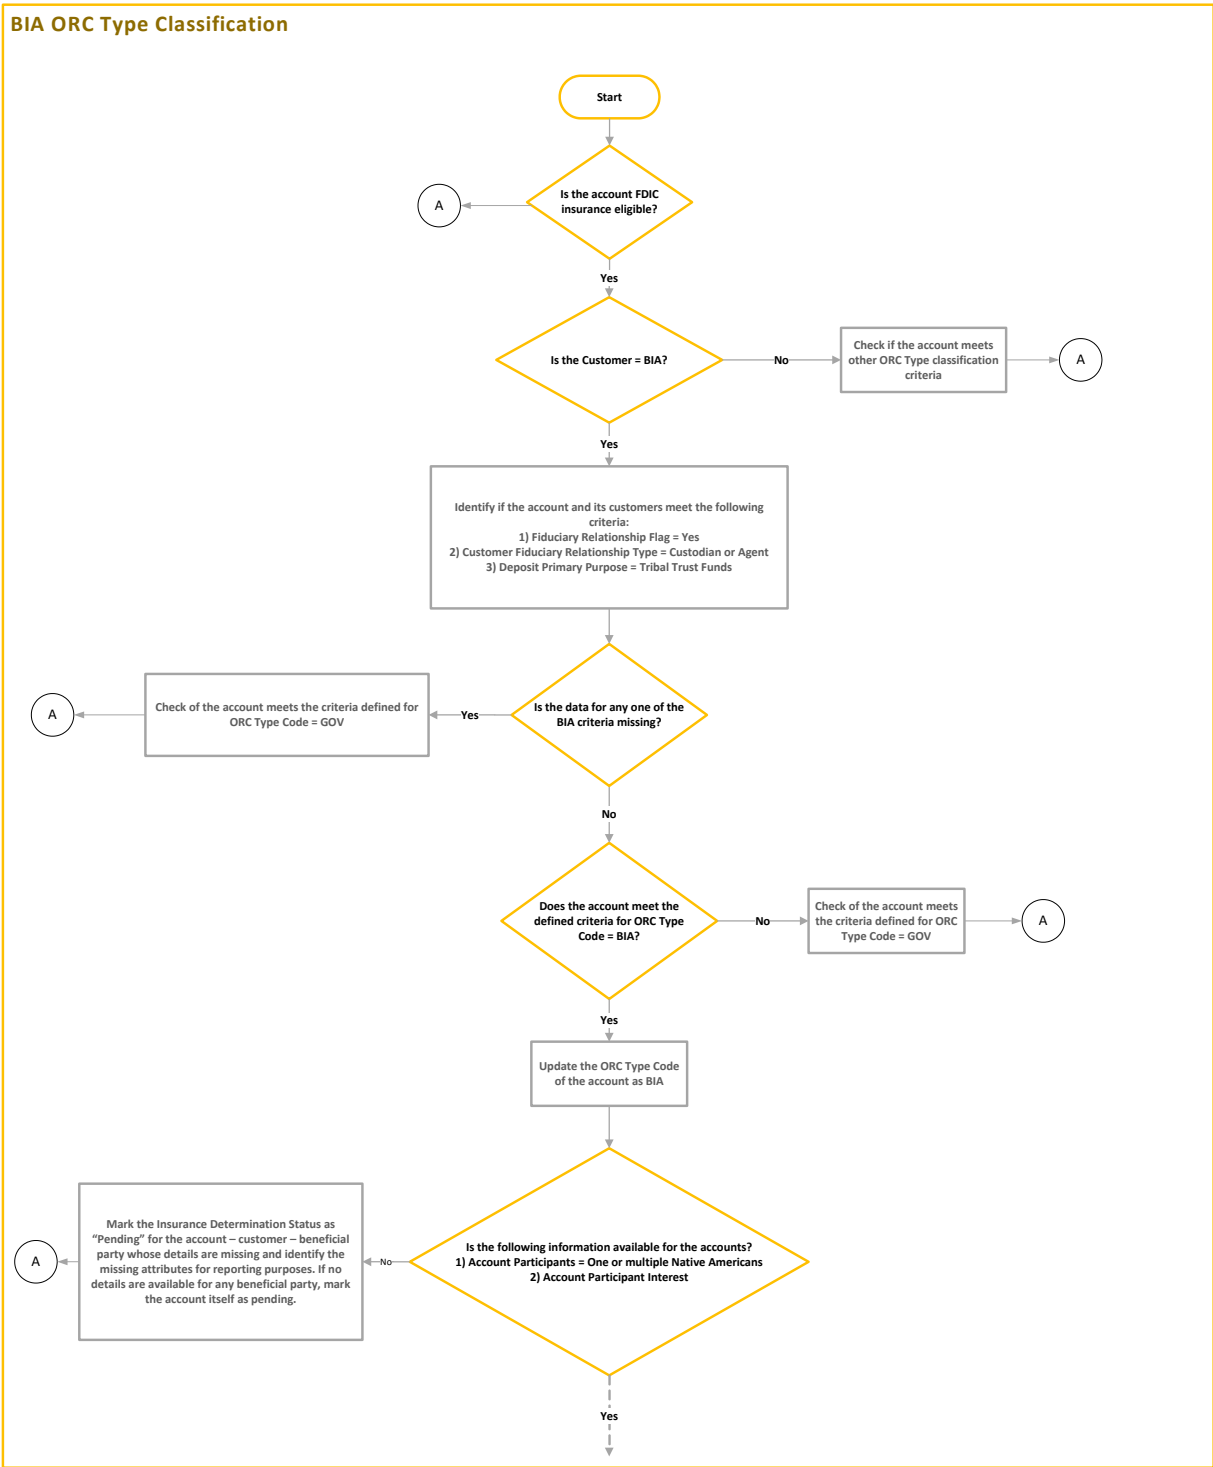 BIA ORC Type Classification
Start
Is the account FDIC
insurance eligible?
A
Yes
Is the Customer = BIA?
No
Check if the account meets
other ORC Type classification
criteria
A
Yes
Identify if the account and its customers meet the following
criteria:
1) Fiduciary Relationship Flag = Yes
2) Customer Fiduciary Relationship Type = Custodian or Agent
3) Deposit Primary Purpose = Tribal Trust Funds
Is the data for any one of the
BIA criteria missing?
Yes
Check of the account meets the criteria defined for
ORC Type Code = GOV
A
No
Does the account meet the
defined criteria for ORC Type
Code = BIA?
No
Check of the account meets
the criteria defined for ORC
Type Code = GOV
A
Yes
Update the ORC Type Code
of the account as BIA
Is the following information available for the accounts?
1) Account Participants = One or multiple Native Americans
2) Account Participant Interest
No
Mark the Insurance Determination Status as
“Pending” for the account – customer – beneficial
party whose details are missing and identify the
missing attributes for reporting purposes. If no
details are available for any beneficial party, mark
the account itself as pending.
A
Yes